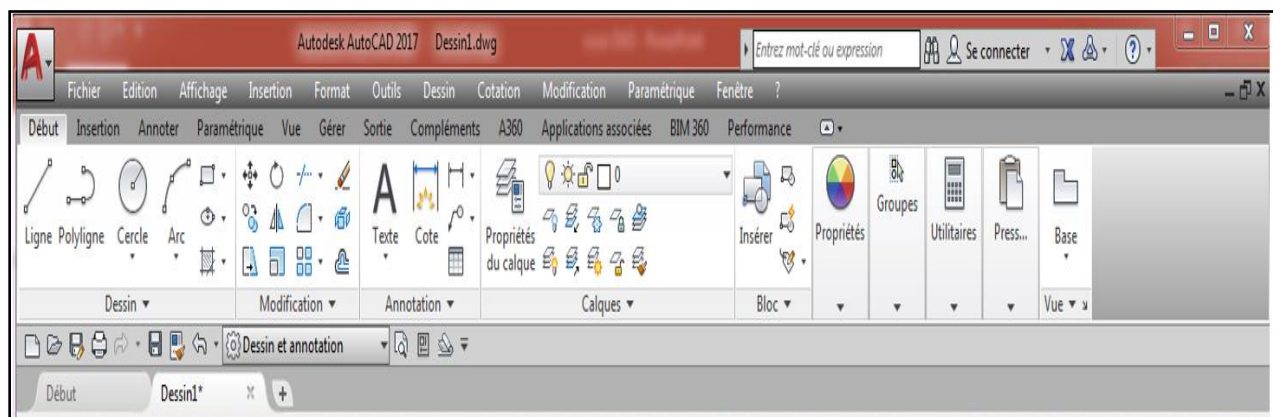 Autodesk AutoCAD 2017 Dessin1.dwg Entrez mot-clé ou expression Se connecter
Fichier Edition Affichage Insertion Format Outils Dessin Cotation Modification Paramétrique Fenêtre ?
Début Insertion Annoter Paramétrique Vue Gérer Sortie Compléments A360 Applications associées BIM 360 Performance
0
Ligne Polyligne Cercle Arc Texte Cote Propriétés du calque Insérer Propriétés Groupes Utilitaires Press... Base
Dessin Modification Annotation Calques Bloc Vue
Dessin et annotation
Début Dessin1* +